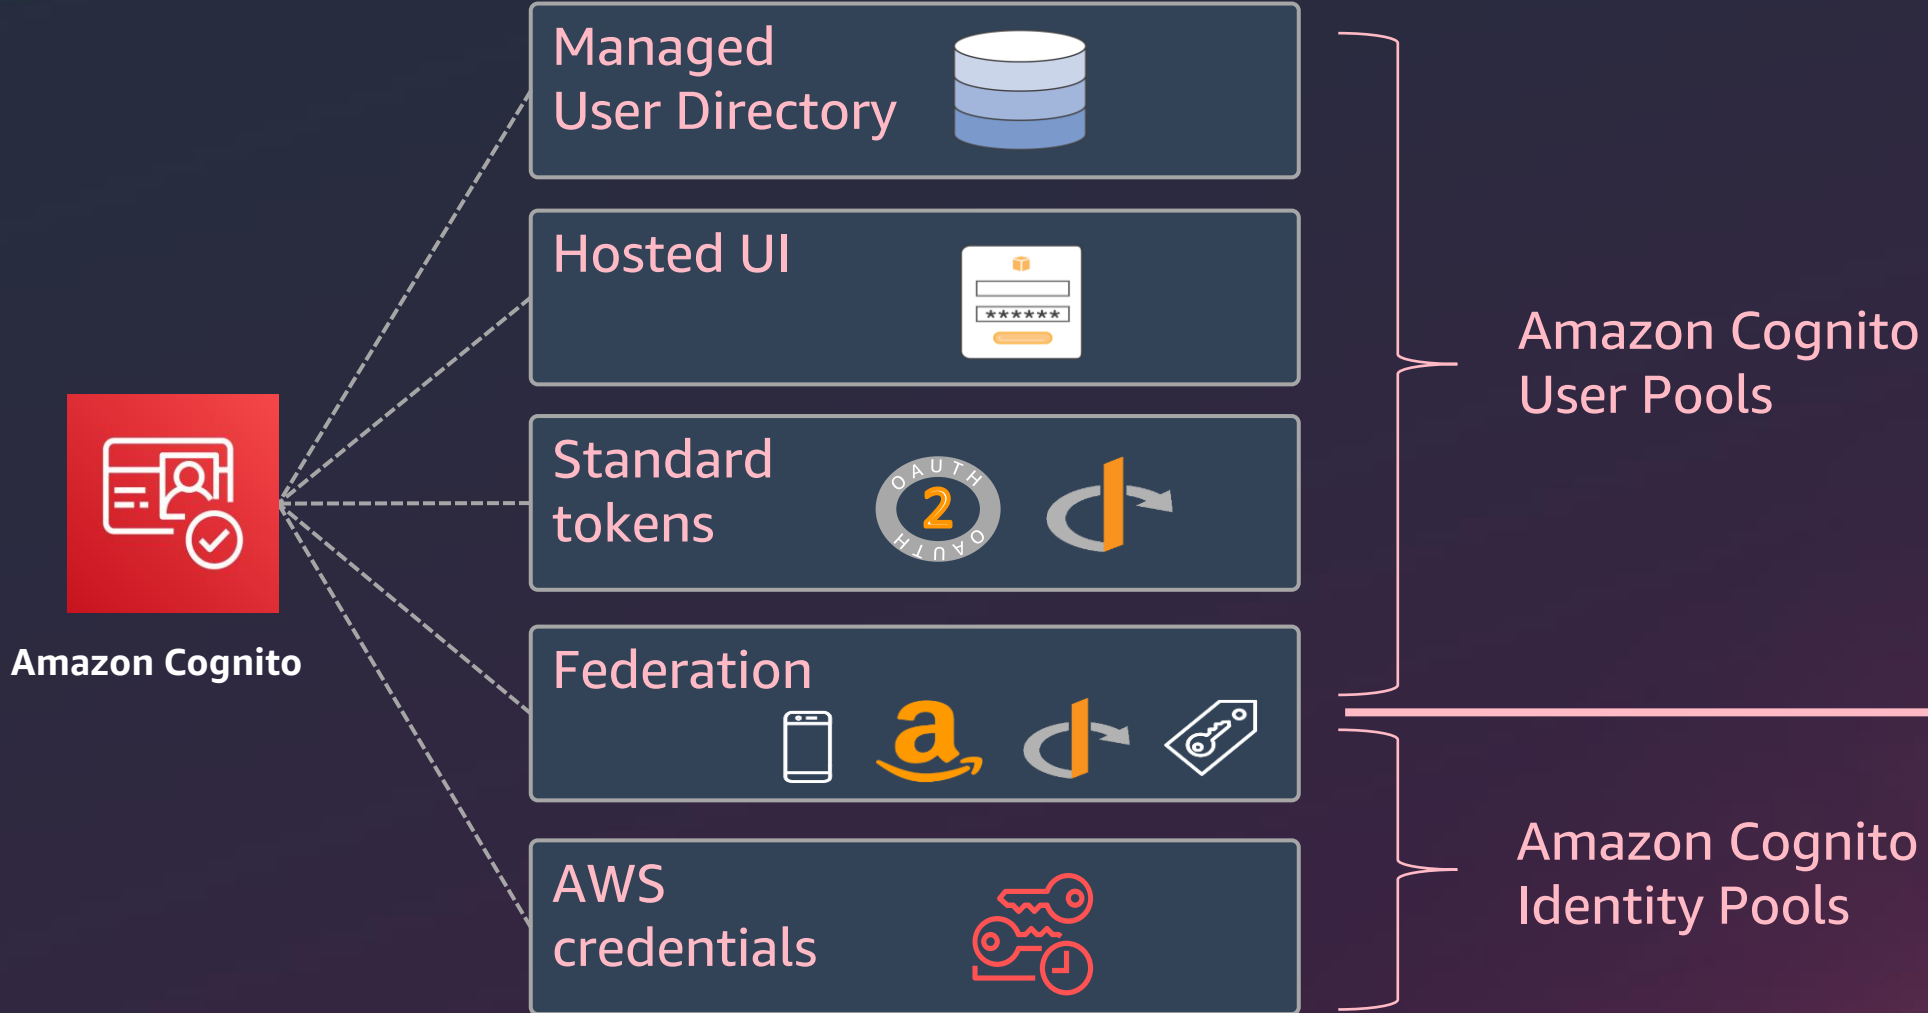 Managed
User Directory
Hosted UI
******
Standard
tokens
OAUTH
2
OAUTH
Amazon Cognito
User Pools
Amazon Cognito
Federation
a
AWS
credentials
Amazon Cognito
Identity Pools